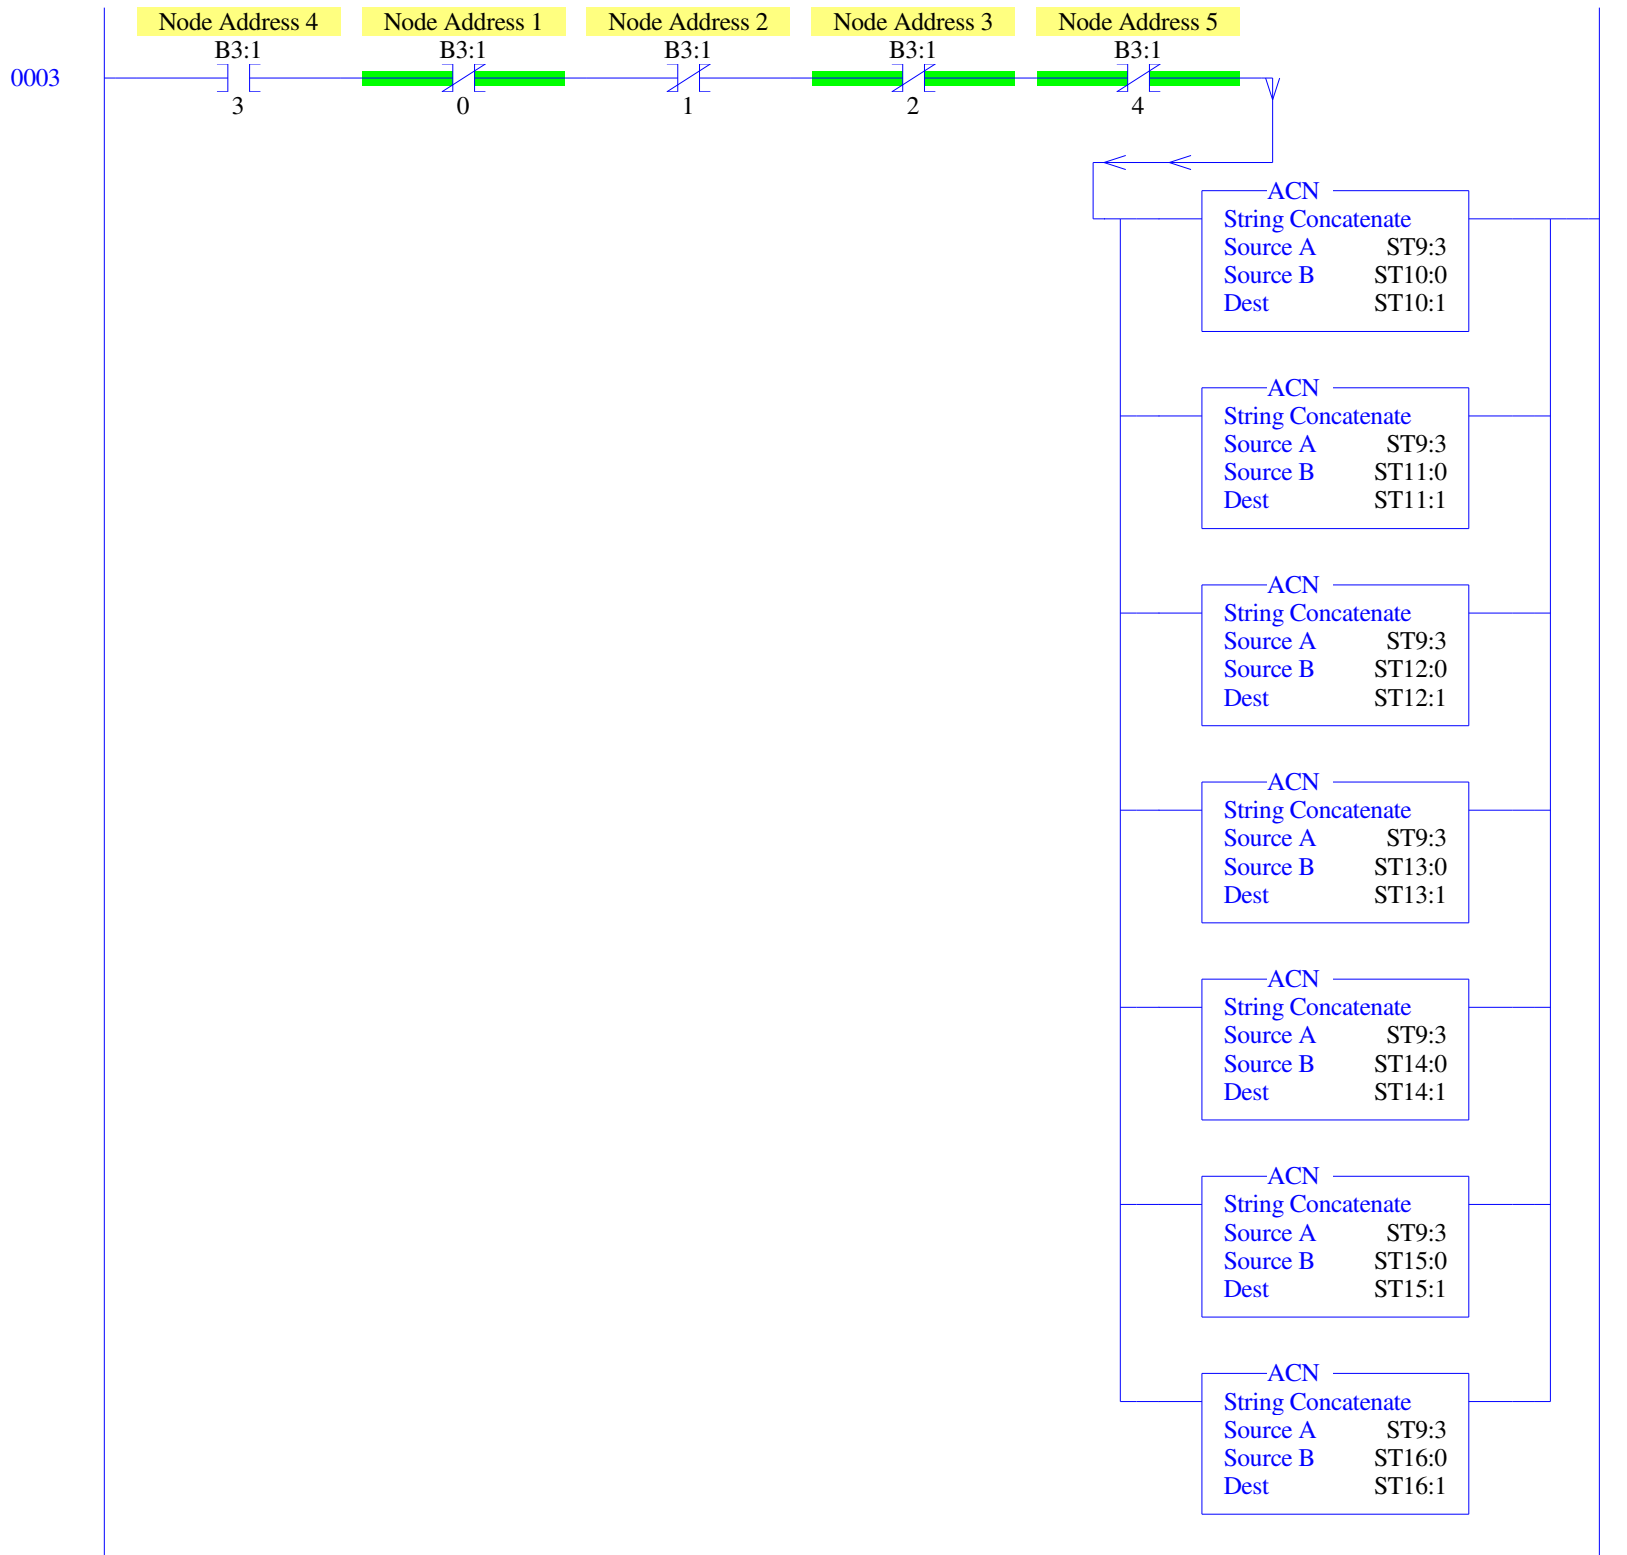 Node Address 4 Node Address 1 Node Address 2 Node Address 3 Node Address 5
B3:1 B3:1 B3:1 B3:1 B3:1
0003
3 0 1 2 4
ACN
String Concatenate
Source A ST9:3
Source B ST10:0
Dest ST10:1
ACN
String Concatenate
Source A ST9:3
Source B ST11:0
Dest ST11:1
ACN
String Concatenate
Source A ST9:3
Source B ST12:0
Dest ST12:1
ACN
String Concatenate
Source A ST9:3
Source B ST13:0
Dest ST13:1
ACN
String Concatenate
Source A ST9:3
Source B ST14:0
Dest ST14:1
ACN
String Concatenate
Source A ST9:3
Source B ST15:0
Dest ST15:1
ACN
String Concatenate
Source A ST9:3
Source B ST16:0
Dest ST16:1